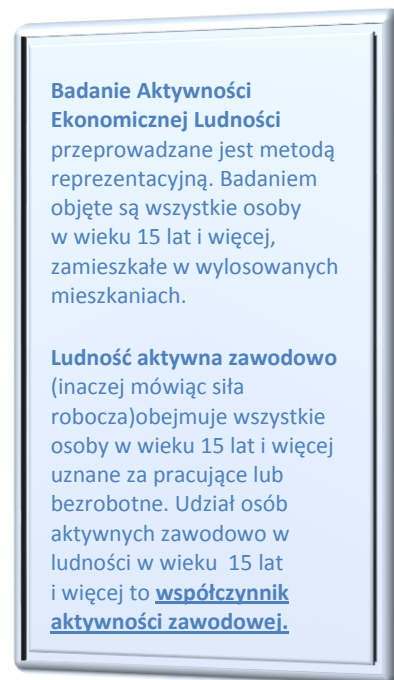 Badanie Aktywności
Ekonomicznej Ludności
przeprowadzane jest metodą
reprezentacyjną. Badaniem
objęte są wszystkie osoby
w wieku 15 lat i więcej,
zamieszkałe w wylosowanych
mieszkaniach.
Ludność aktywna zawodowo
(inaczej mówiąc siła
robocza)obejmuje wszystkie
osoby w wieku 15 lat i więcej
uznane za pracujące lub
bezrobotne. Udział osób
aktywnych zawodowo w
ludności w wieku  15 lat
i więcej to współczynnik
aktywności zawodowej.